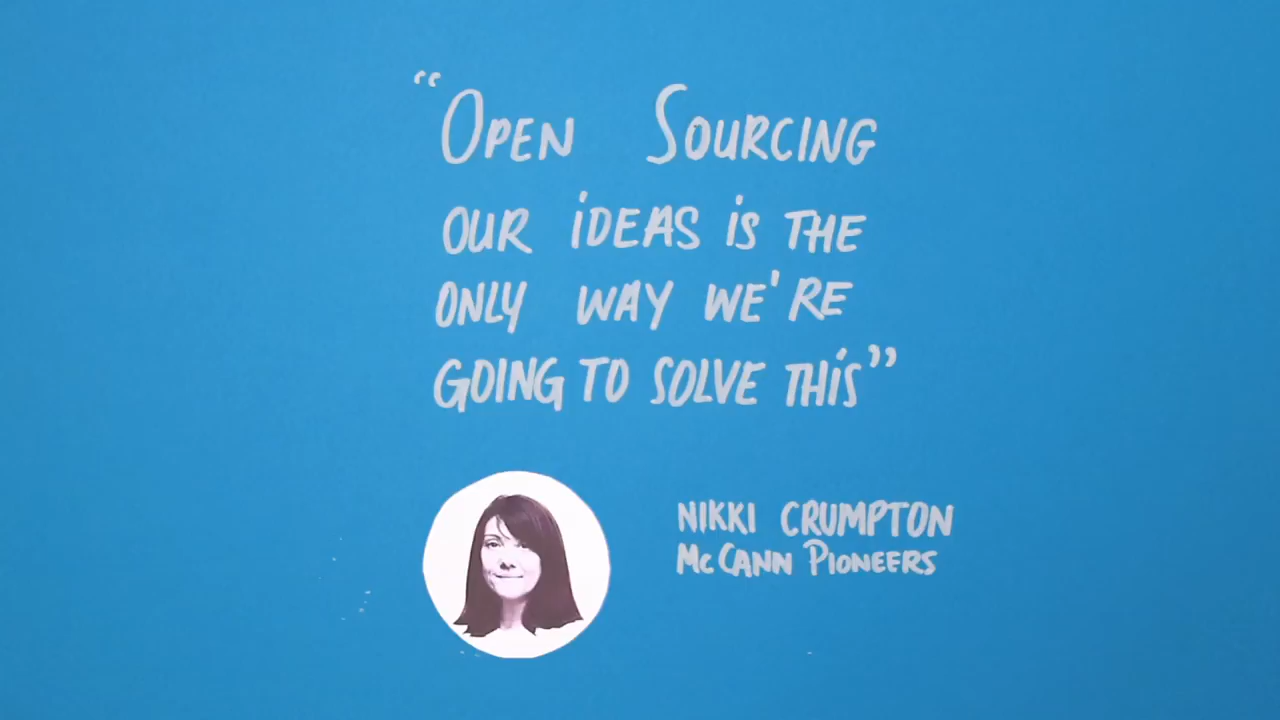 “Open Sourcing
our ideas is the
only way we're
going to solve this”
Nikki Crumpton
McCann Pioneers